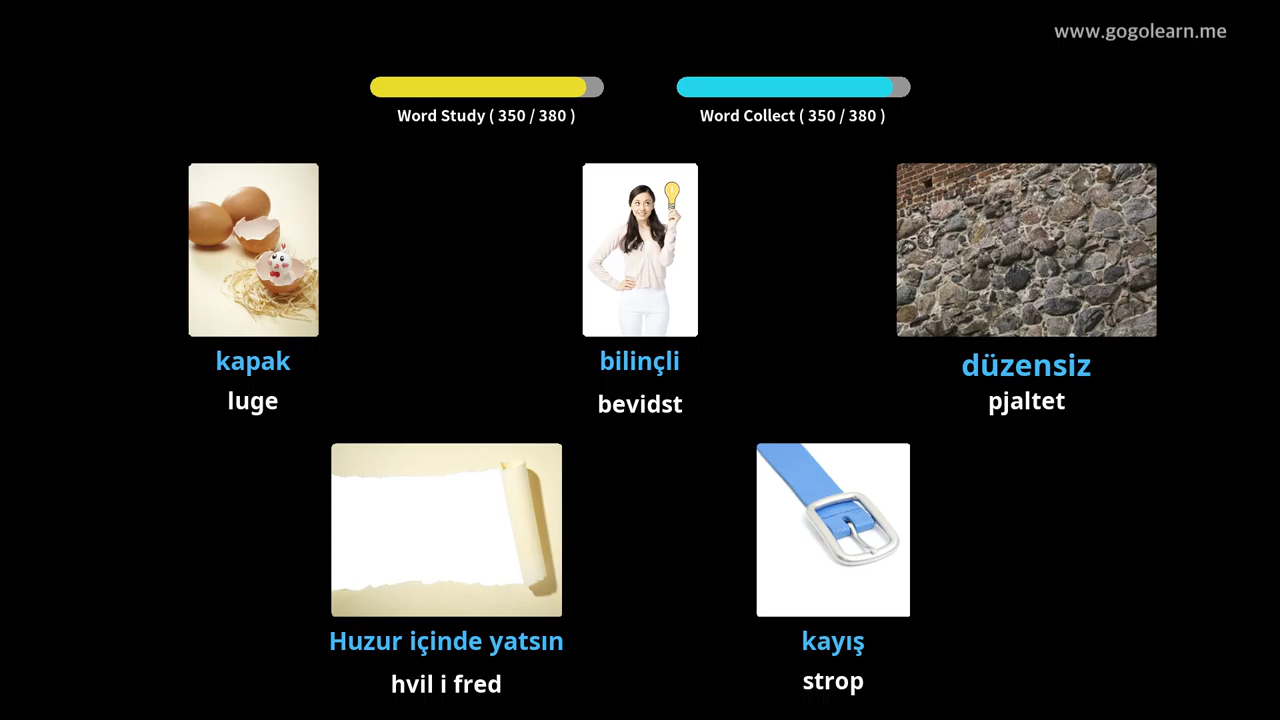 www.gogolearn.me
Word Study ( 350 / 380 )
Word Collect ( 350 / 380 )
kapak
luge
bilinçli
bevidst
düzensiz
pjaltet
Huzur içinde yatsın
hvil i fred
kayış
strop